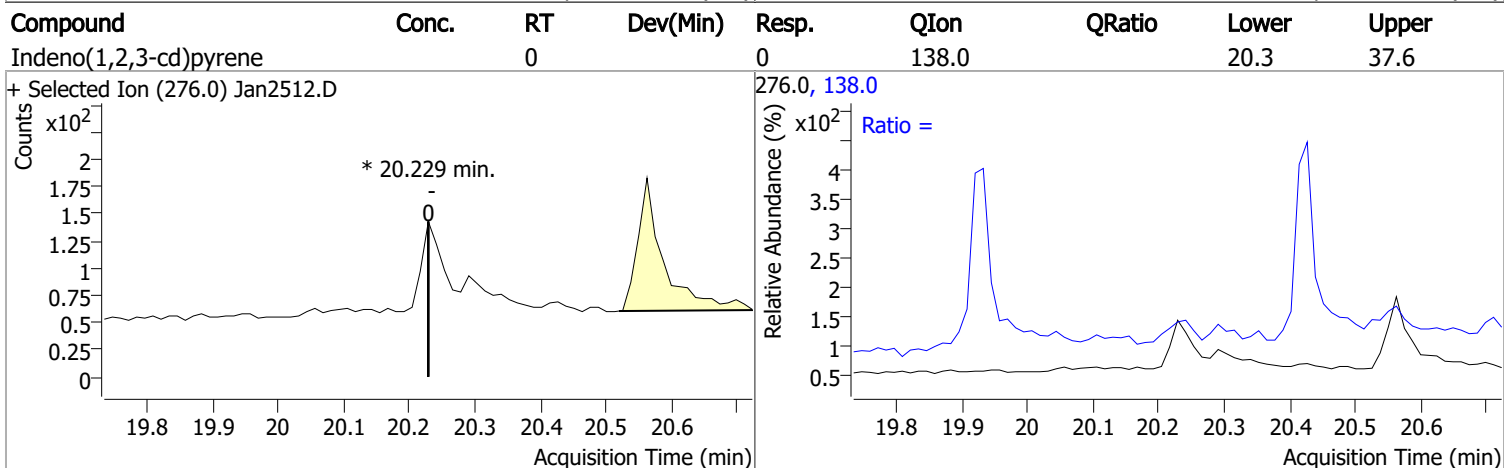 Compound Conc. RT Dev(Min) Resp. QIon QRatio Lower Upper
Indeno(1,2,3-cd)pyrene 0 0 138.0 20.3 37.6
+ Selected Ion (276.0) Jan2512.D
Counts
x10²
2
1.75
1.5
1.25
1
0.75
0.5
0.25
0
* 20.229 min.
-
0
19.8 19.9 20 20.1 20.2 20.3 20.4 20.5 20.6
Acquisition Time (min)
276.0, 138.0
Relative Abundance (%)
x10²
Ratio =
4
3.5
3
2.5
2
1.5
1
0.5
19.8 19.9 20 20.1 20.2 20.3 20.4 20.5 20.6
Acquisition Time (min)